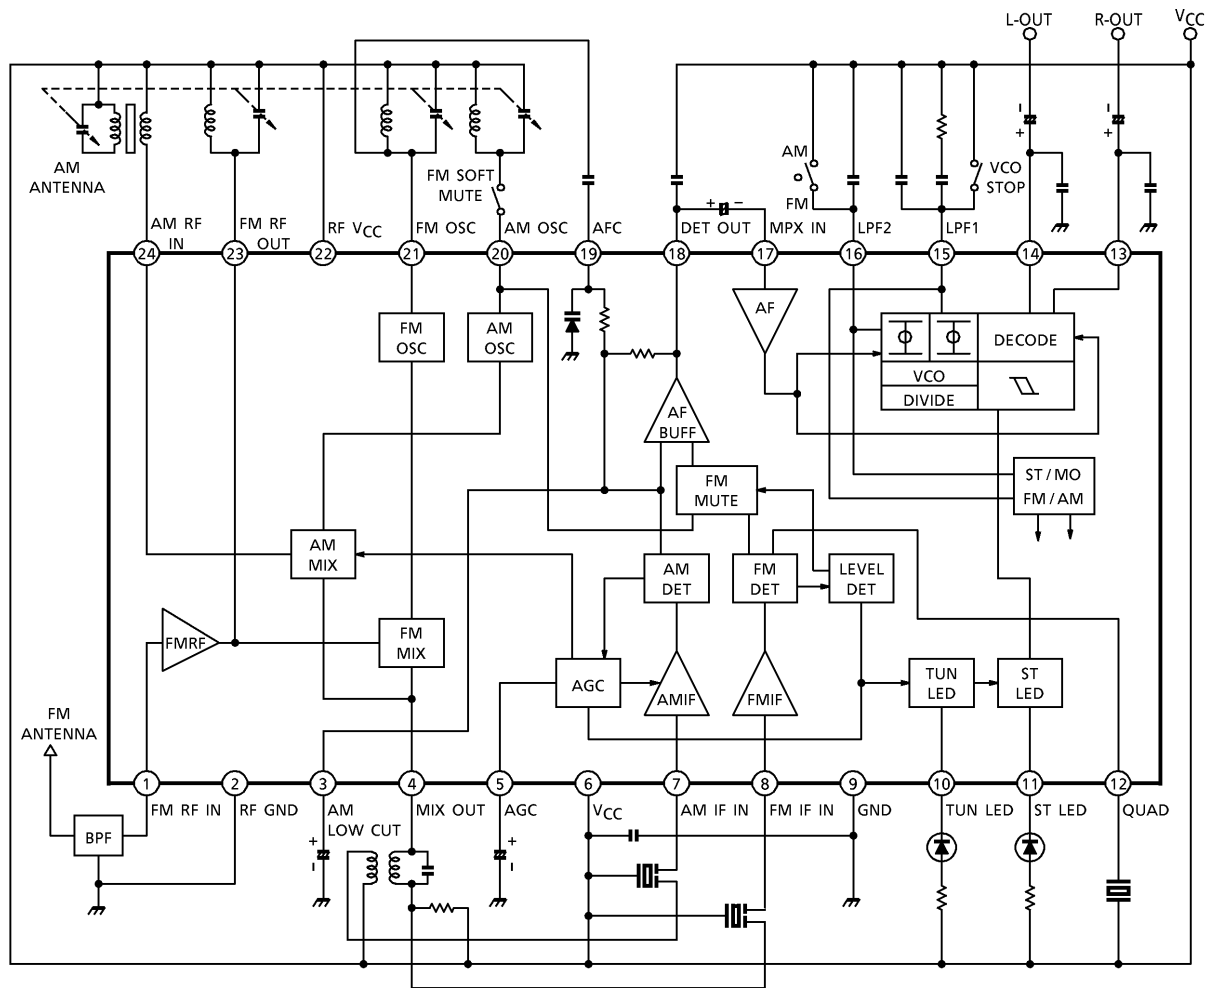 L-OUT
R-OUT
VCC
AM
ANTENNA
FM SOFT
MUTE
AM
FM
VCO
STOP
AM RF
IN
FM RF
OUT
RF VCC
FM OSC
AM OSC
AFC
DET OUT
MPX IN
LPF2
LPF1
24
23
22
21
20
19
18
17
16
15
14
13
FM
OSC
AM
OSC
AF
DECODE
VCO
DIVIDE
AF
BUFF
FM
MUTE
ST / MO
FM / AM
AM
MIX
AM
DET
FM
DET
LEVEL
DET
FMRF
FM
MIX
AGC
AMIF
FMIF
TUN
LED
ST
LED
FM
ANTENNA
1
2
3
4
5
6
7
8
9
10
11
12
FM RF IN
RF GND
AM
LOW CUT
MIX OUT
AGC
VCC
AM IF IN
FM IF IN
GND
TUN LED
ST LED
QUAD
BPF